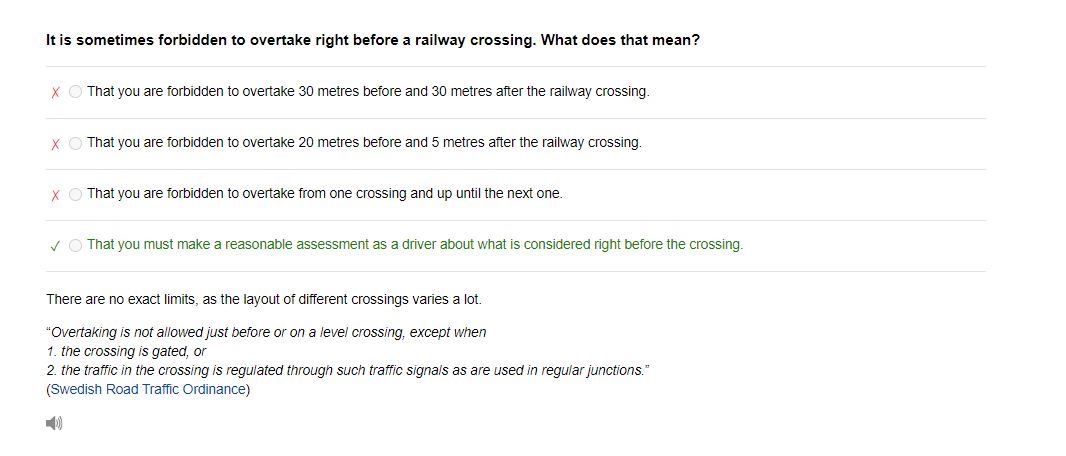 It is sometimes forbidden to overtake right before a railway crossing. What does that mean?
X That you are forbidden to overtake 30 metres before and 30 metres after the railway crossing.
X That you are forbidden to overtake 20 metres before and 5 metres after the railway crossing.
X That you are forbidden to overtake from one crossing and up until the next one.
✓ That you must make a reasonable assessment as a driver about what is considered right before the crossing.
There are no exact limits, as the layout of different crossings varies a lot.
“Overtaking is not allowed just before or on a level crossing, except when
1. the crossing is gated, or
2. the traffic in the crossing is regulated through such traffic signals as are used in regular junctions.”
(Swedish Road Traffic Ordinance)